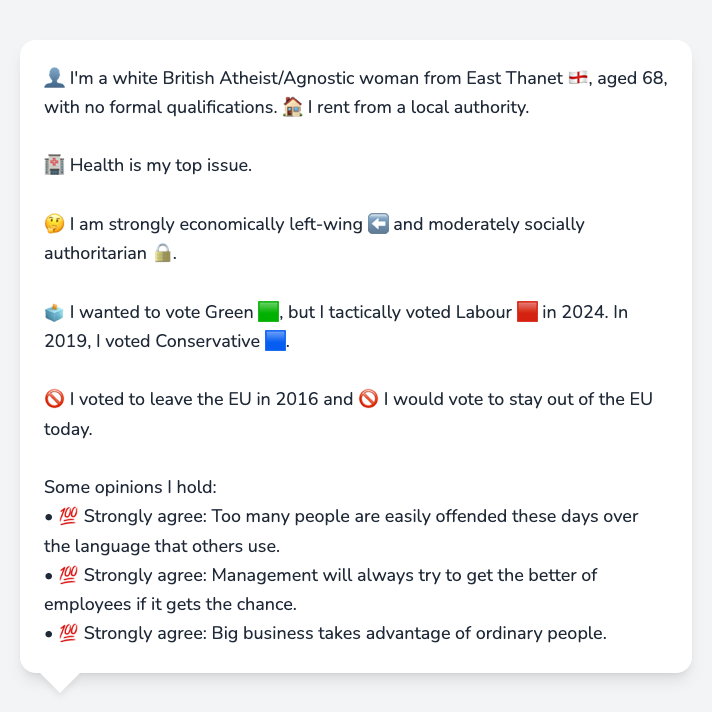 👤 I'm a white British Atheist/Agnostic woman from East Thanet 🏴󠁧󠁢󠁥󠁮󠁧󠁿, aged 68,
with no formal qualifications. 🏠 I rent from a local authority.
🏥 Health is my top issue.
🤔 I am strongly economically left-wing ⬅️ and moderately socially
authoritarian 🔒.
🗳️ I wanted to vote Green 🟩, but I tactically voted Labour 🟥 in 2024. In
2019, I voted Conservative 🟦.
🚫 I voted to leave the EU in 2016 and 🚫 I would vote to stay out of the EU
today.
Some opinions I hold:
• 💯 Strongly agree: Too many people are easily offended these days over
the language that others use.
• 💯 Strongly agree: Management will always try to get the better of
employees if it gets the chance.
• 💯 Strongly agree: Big business takes advantage of ordinary people.